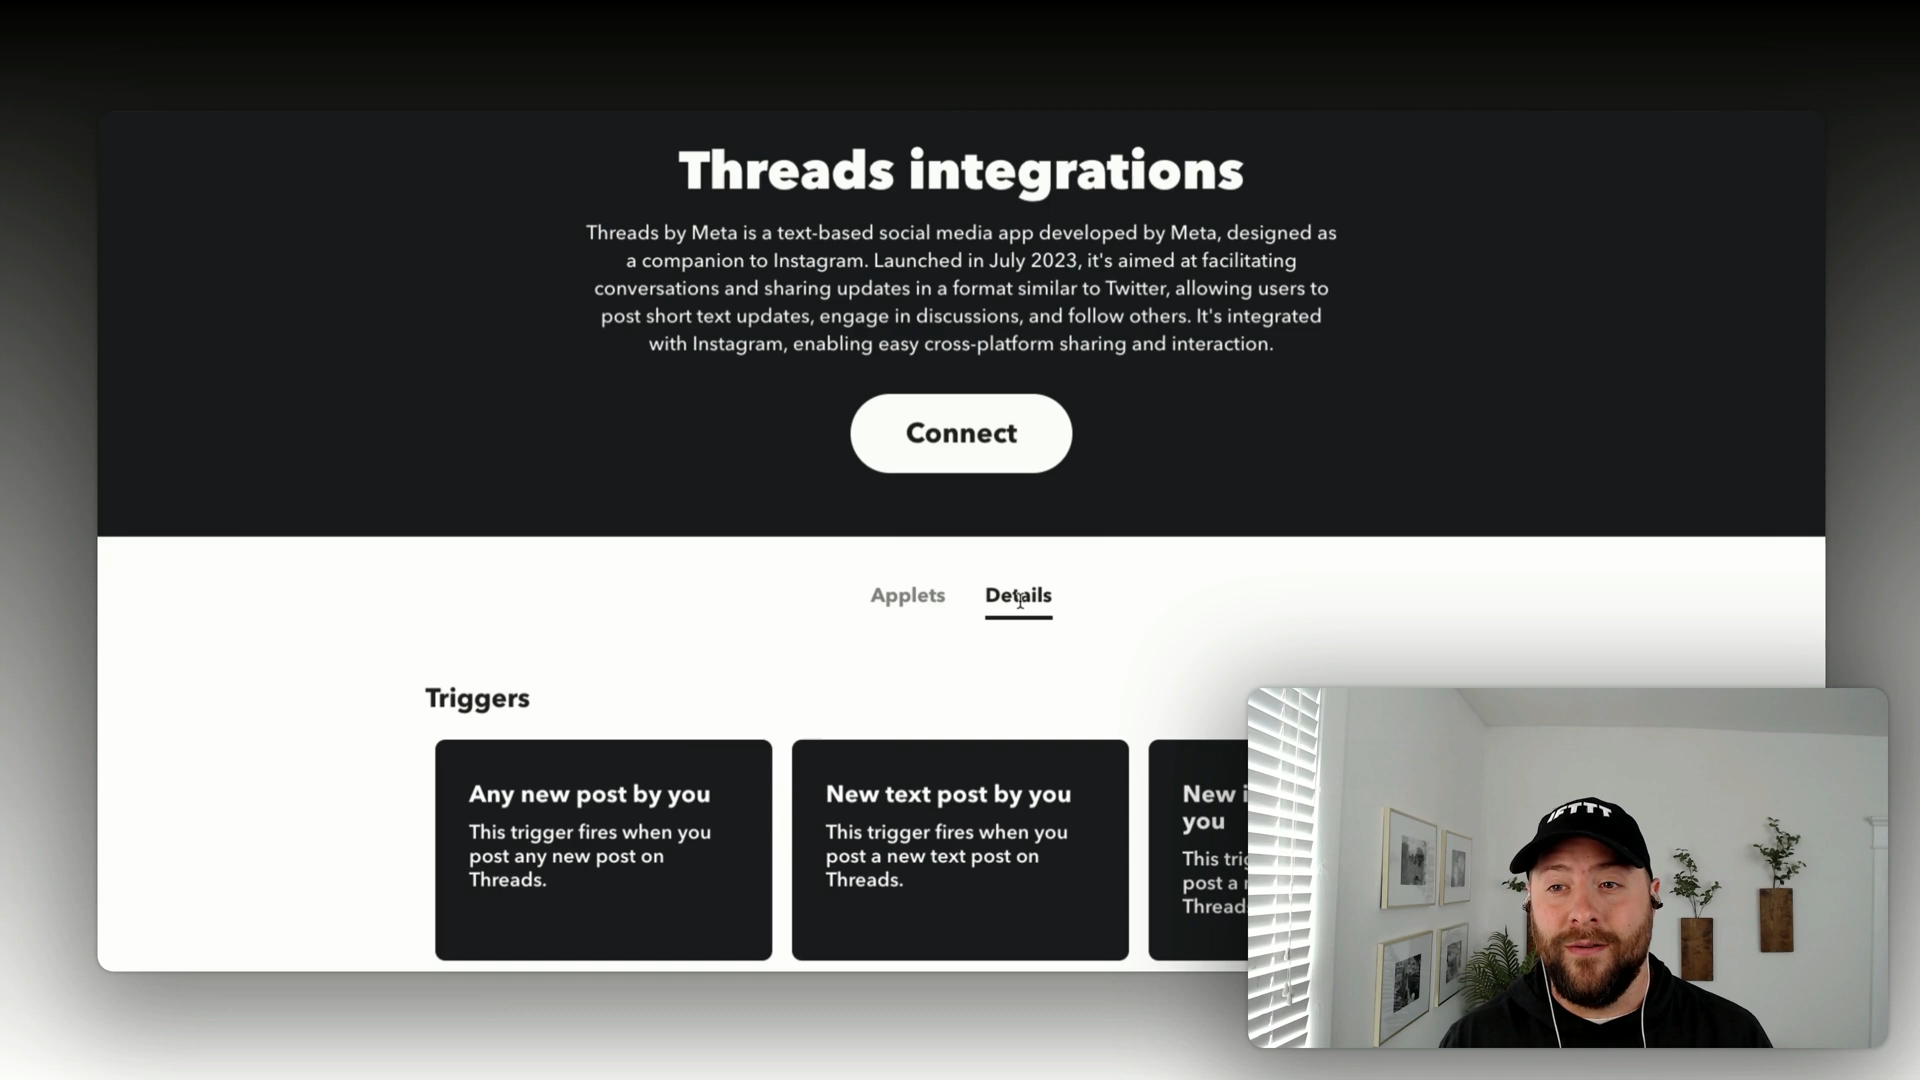 Threads integrations
Threads by Meta is a text-based social media app developed by Meta, designed as
a companion to Instagram. Launched in July 2023, it's aimed at facilitating
conversations and sharing updates in a format similar to Twitter, allowing users to
post short text updates, engage in discussions, and follow others. It's integrated
with Instagram, enabling easy cross-platform sharing and interaction.
Connect
Applets Details
Triggers
Any new post by you
This trigger fires when you
post any new post on
Threads.
New text post by you
This trigger fires when you
post a new text post on
Threads.
New
you
This
post a
IFTTT